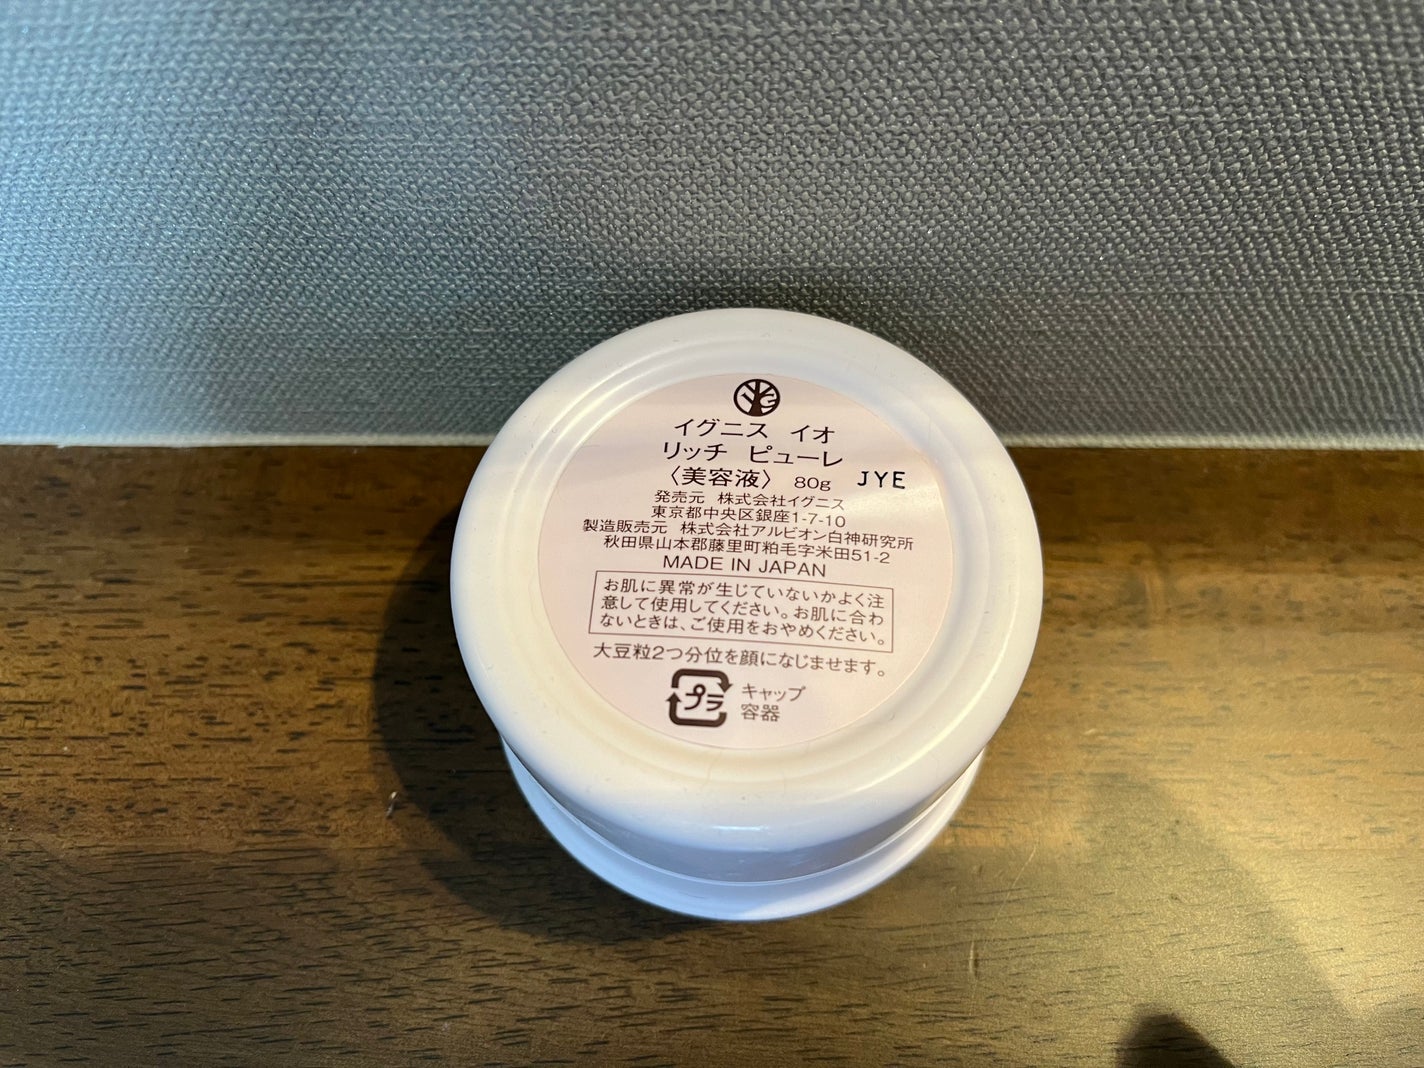 イグニス イオ
リッチ ピューレ
〈美容液〉 80g JYE
発売元 株式会社イグニス
東京都中央区銀座1-7-10
製造販売元 株式会社アルビオン白神研究所
秋田県山本郡藤里町粕毛字米田51-2
MADE IN JAPAN
お肌に異常が生じていないかよく注
意して使用してください。お肌に合わ
ないときは、ご使用をおやめください。
大豆粒2つ分位を顔になじませます。
プラ キャップ
容器